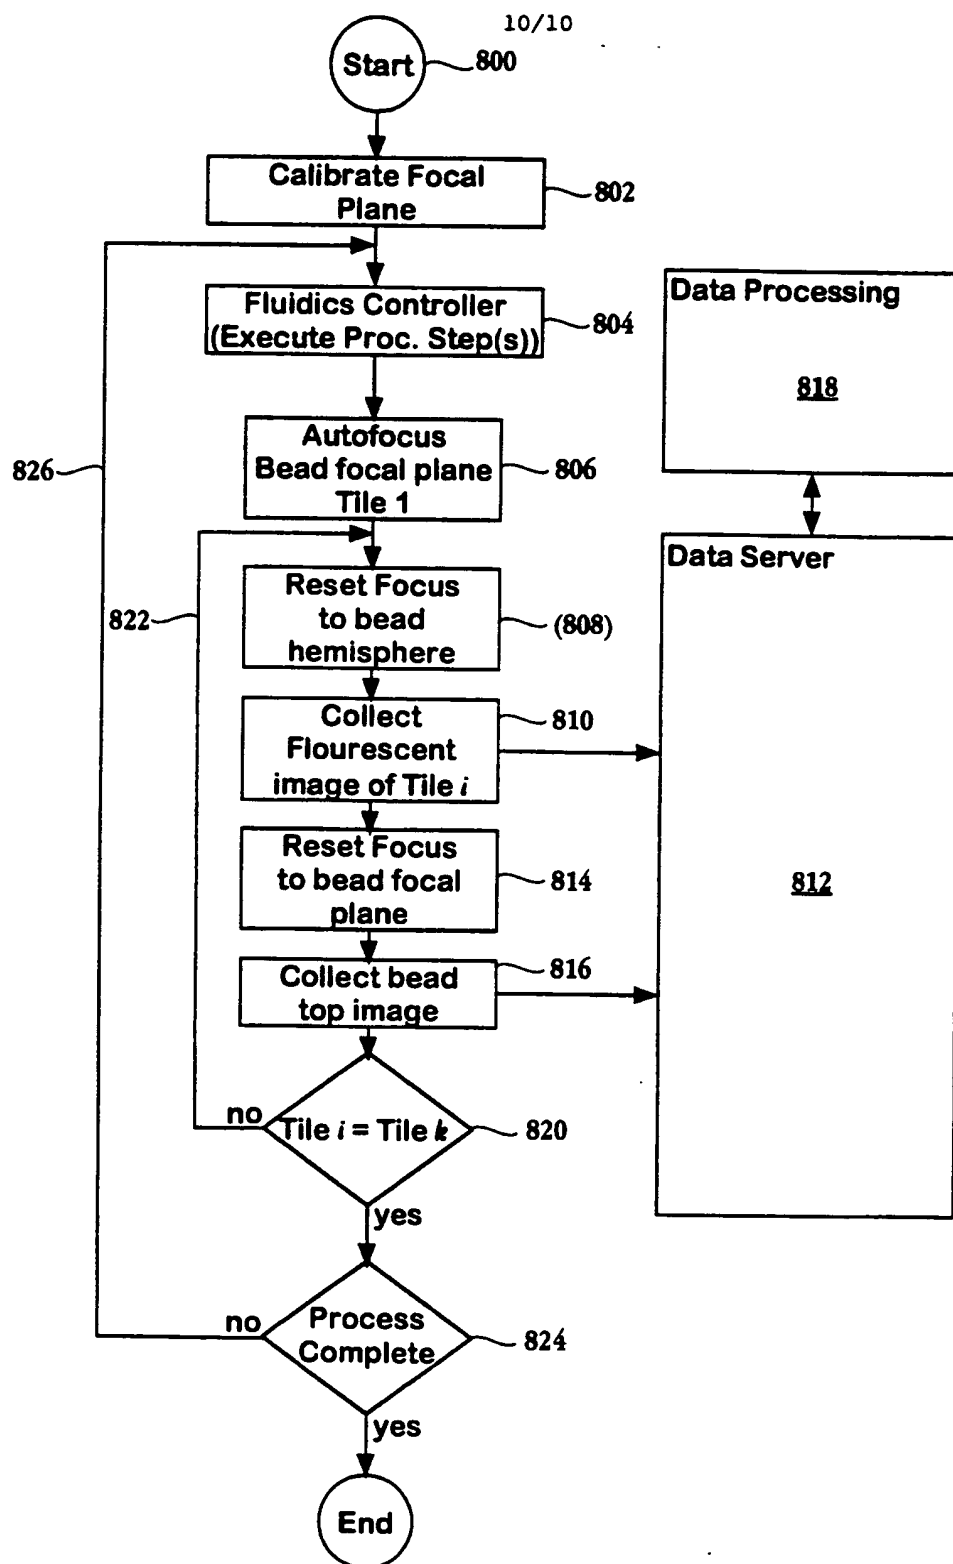 10/10
Start
800
Calibrate Focal
Plane
802
Fluidics Controller
(Execute Proc. Step(s))
804
Data Processing
818
Autofocus
Bead focal plane
Tile 1
806
826
Data Server
812
Reset Focus
to bead
hemisphere
(808)
822
Collect
Flourescent
image of Tile i
810
Reset Focus
to bead focal
plane
814
Collect bead
top image
816
Tile i = Tile k
820
no
yes
Process
Complete
824
no
yes
End